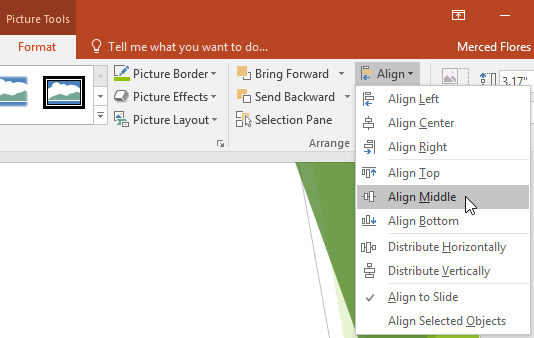 Picture Tools
Format
Tell me what you want to do...
Merced Flores
Picture Border
Picture Effects
Picture Layout
Bring Forward
Send Backward
Selection Pane
Arrange
Align
3.17"
Align Left
Align Center
Align Right
Align Top
Align Middle
Align Bottom
Distribute Horizontally
Distribute Vertically
Align to Slide
Align Selected Objects